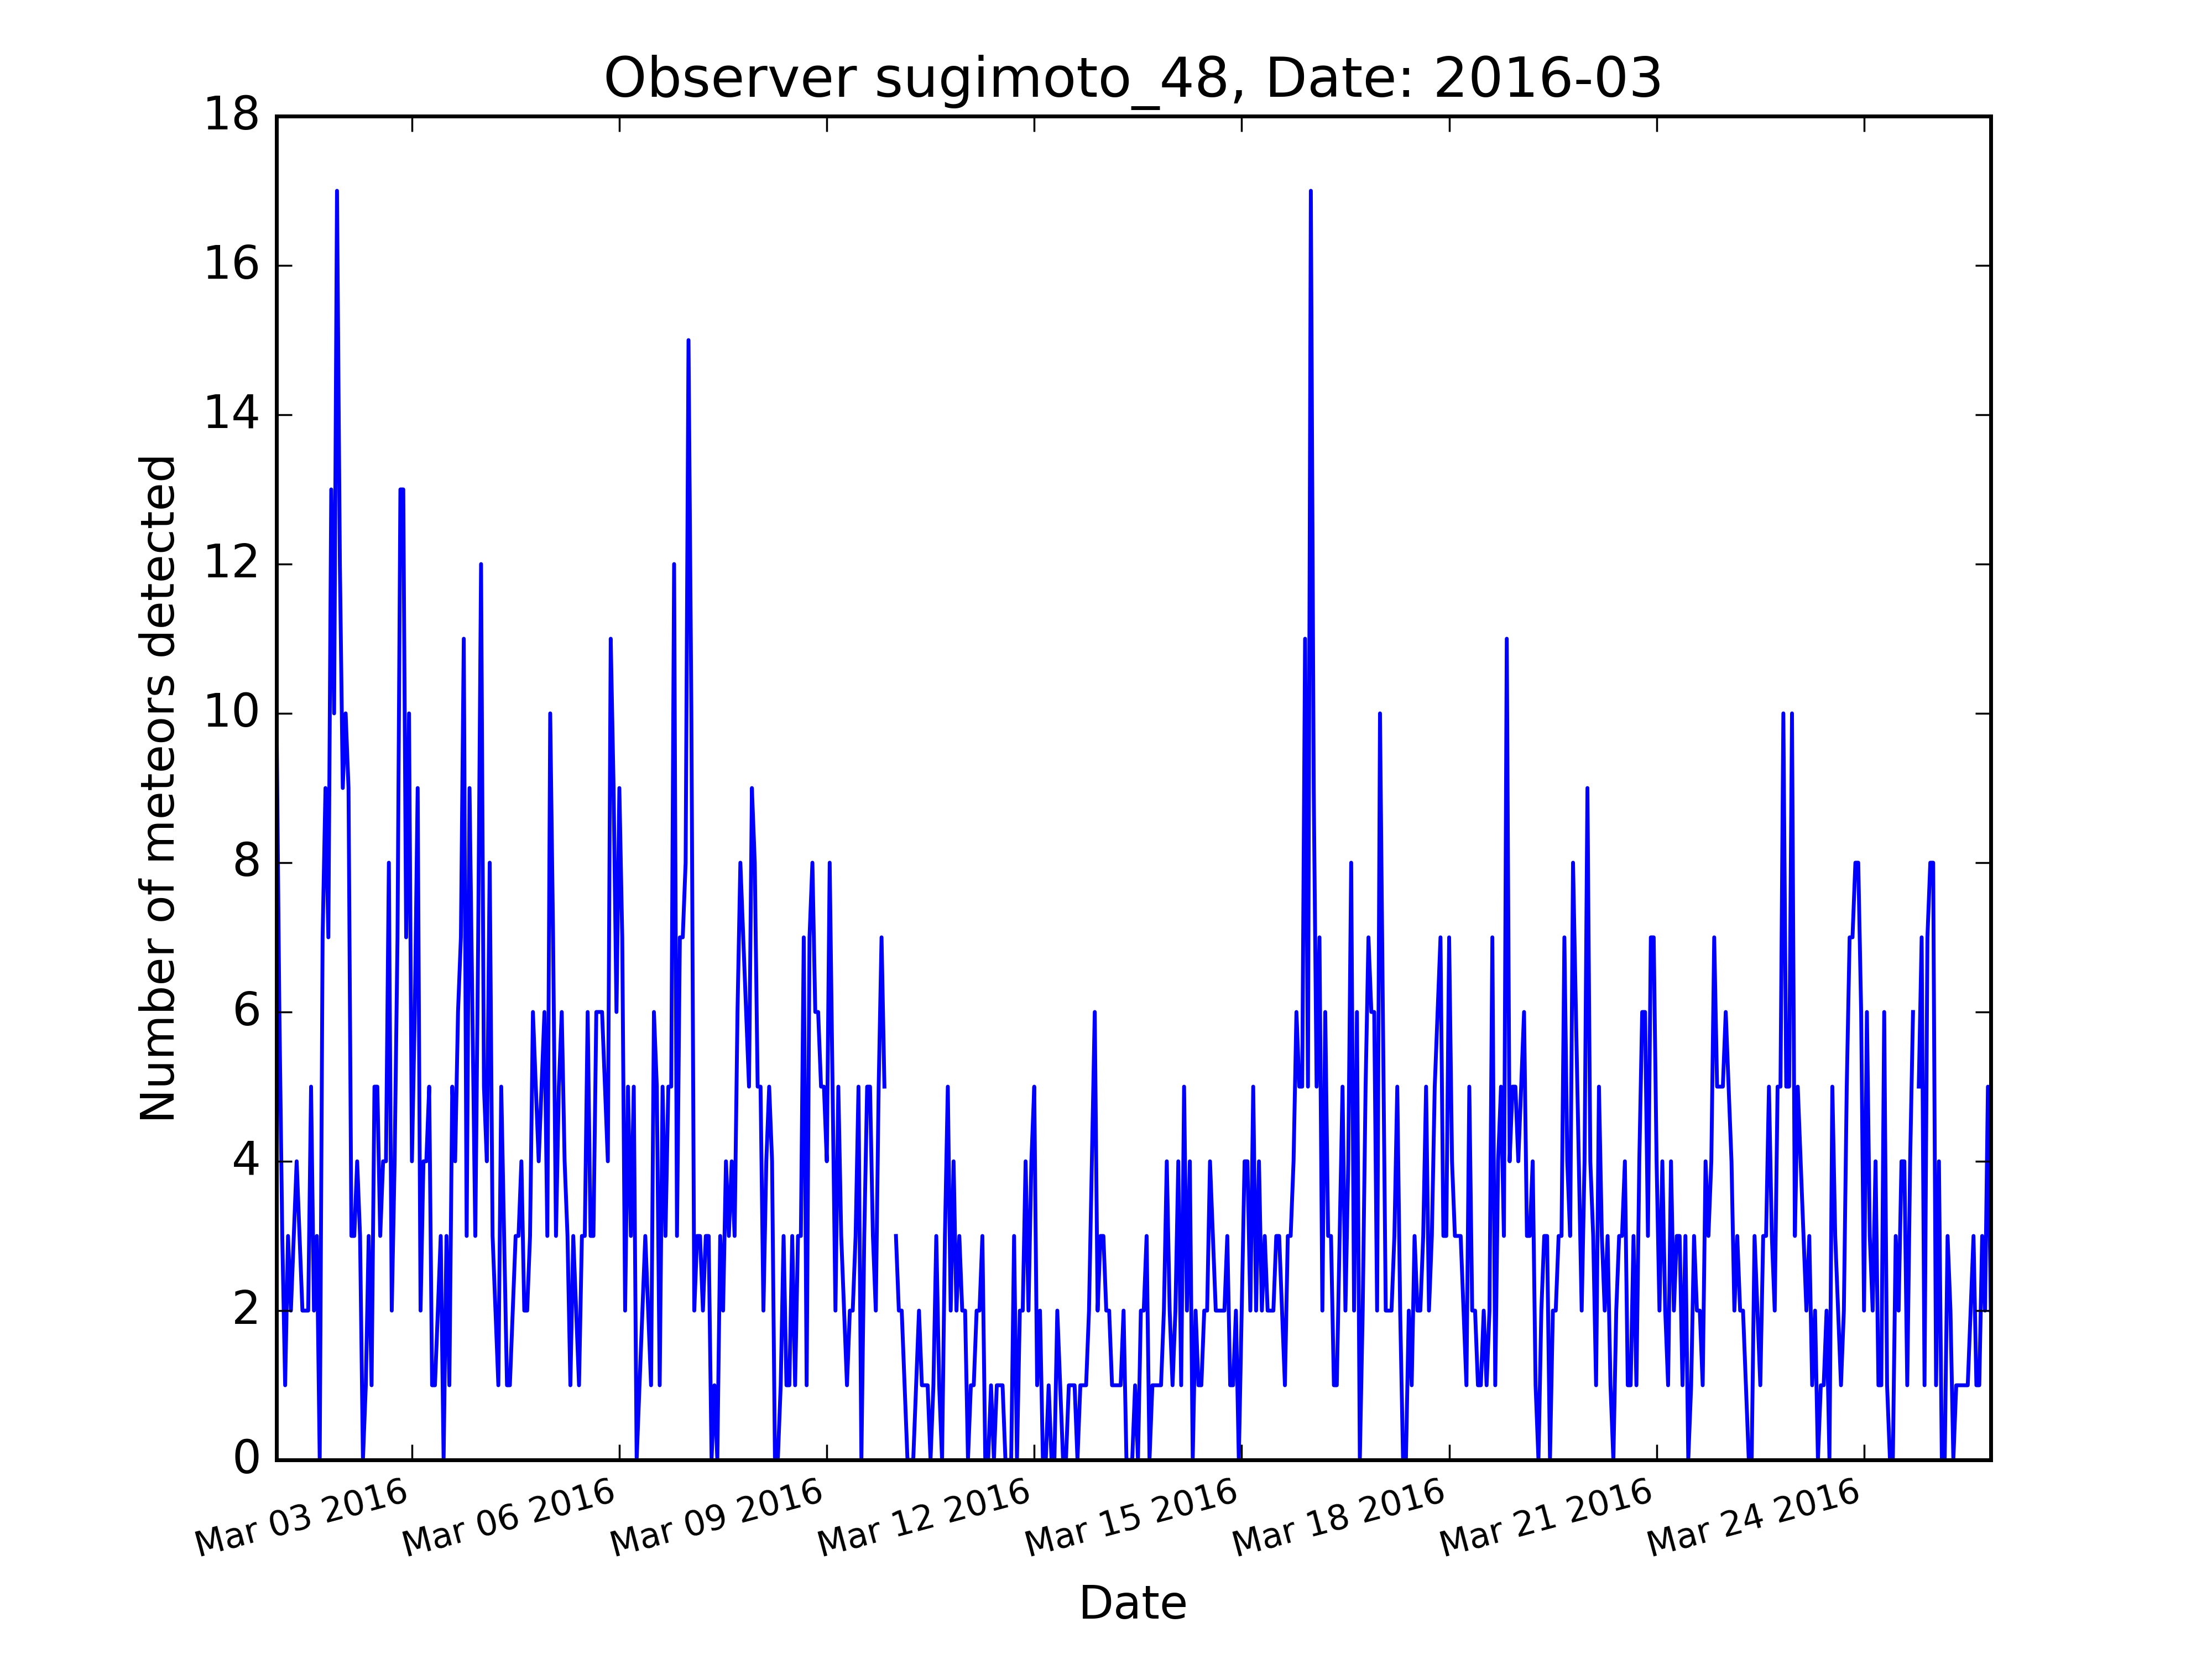 Observer sugimoto_48, Date: 2016-03
18
16
14
12
10
8
6
4
2
0
Number of meteors detected
Mar 03 2016
Mar 06 2016
Mar 09 2016
Mar 12 2016
Mar 15 2016
Mar 18 2016
Mar 21 2016
Mar 24 2016
Date